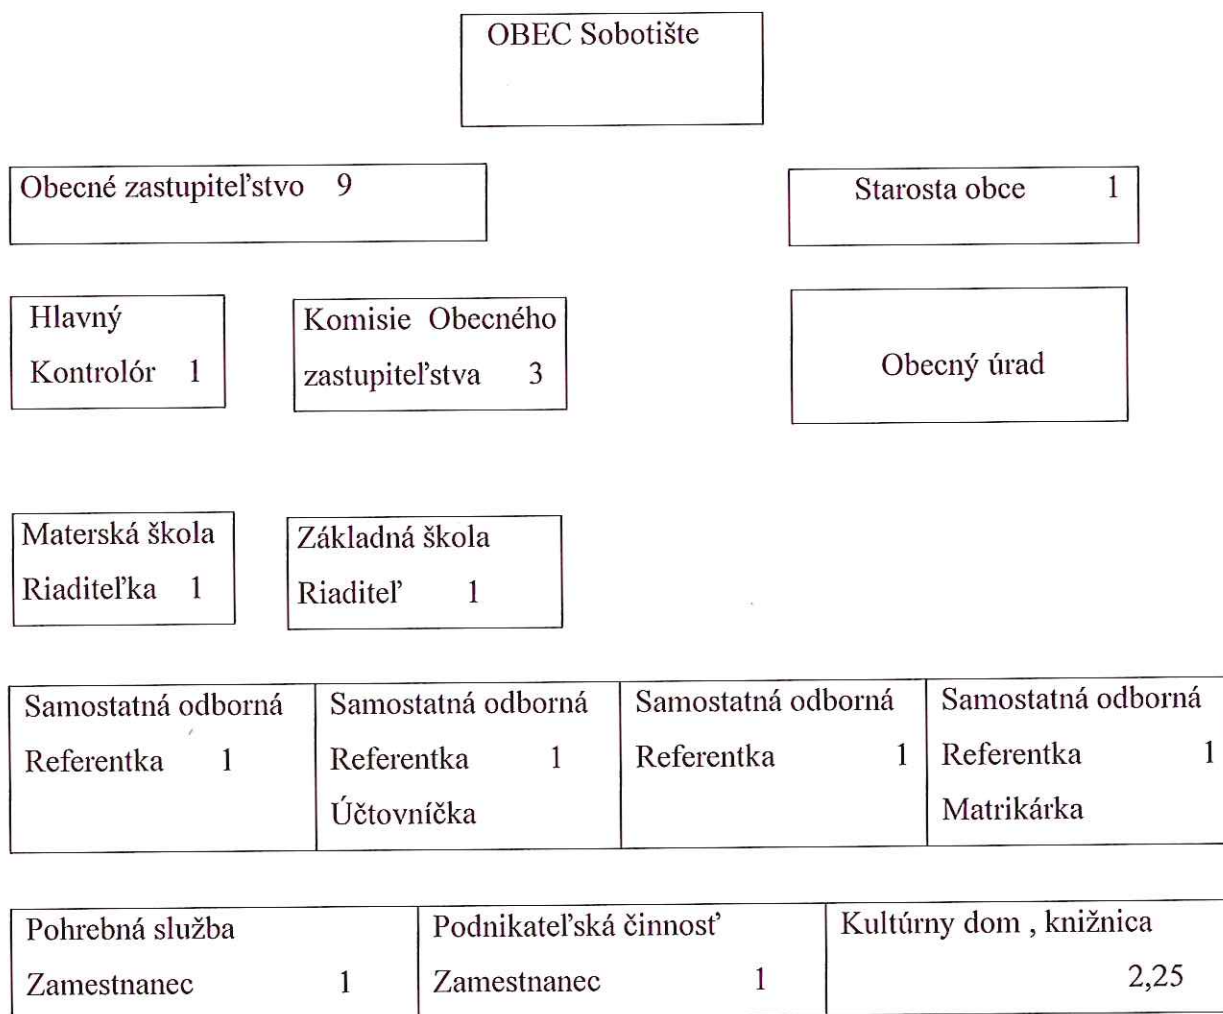 OBEC Sobotište
Obecné zastupiteľstvo 9
Starosta obce 1
Hlavný
Kontrolór 1
Komisie Obecného
zastupiteľstva 3
Obecný úrad
Materská škola
Riaditeľka 1
Základná škola
Riaditeľ 1
Samostatná odborná
Referentka 1
Samostatná odborná
Referentka 1
Účtovníčka
Samostatná odborná
Referentka 1
Samostatná odborná
Referentka 1
Matrikárka
Pohrebná služba
Zamestnanec 1
Podnikateľská činnosť
Zamestnanec 1
Kultúrny dom , knižnica
2,25